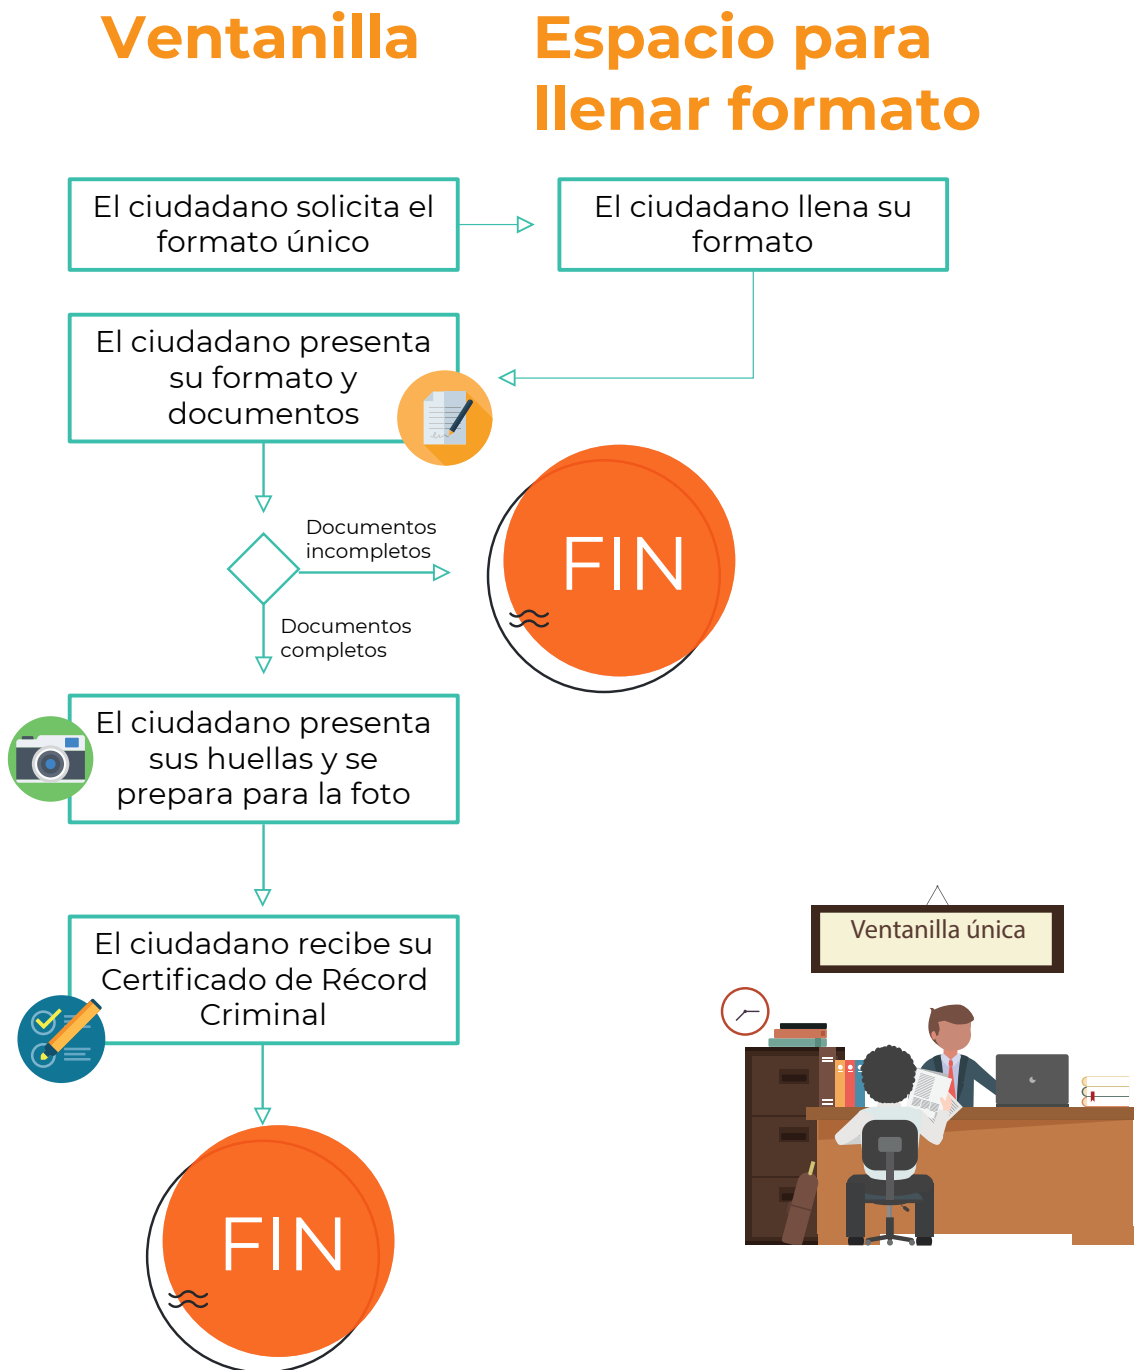 Ventanilla
Espacio para
llenar formato
El ciudadano solicita el
formato único
El ciudadano llena su
formato
El ciudadano presenta
su formato y
documentos
Documentos
incompletos
FIN
Documentos
completos
El ciudadano presenta
sus huellas y se
prepara para la foto
El ciudadano recibe su
Certificado de Récord
Criminal
FIN
Ventanilla única